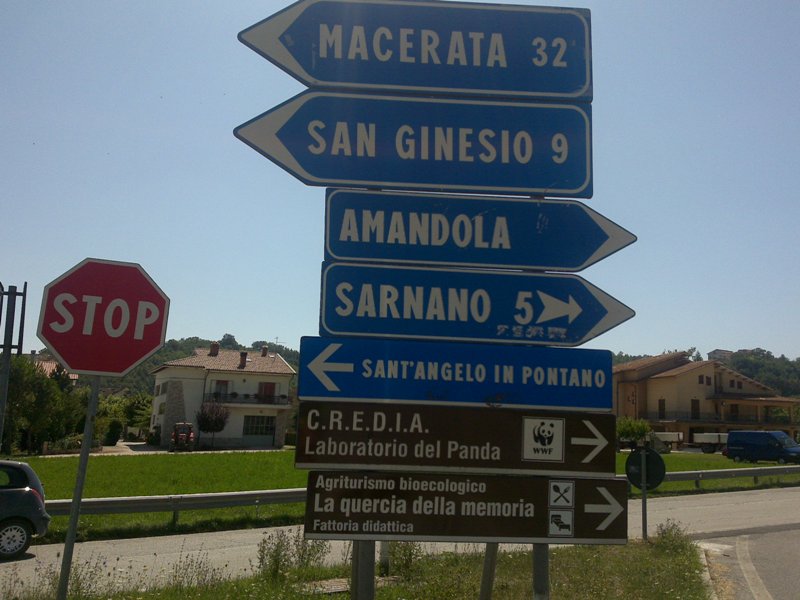 MACERATA 32
SAN GINESIO 9
AMANDOLA
SARNANO 5
SANT'ANGELO IN PONTANO
STOP
C.R.E.D.I.A.
Laboratorio del Panda
WWF
Agriturismo bioecologico
La quercia della memoria
Fattoria didattica